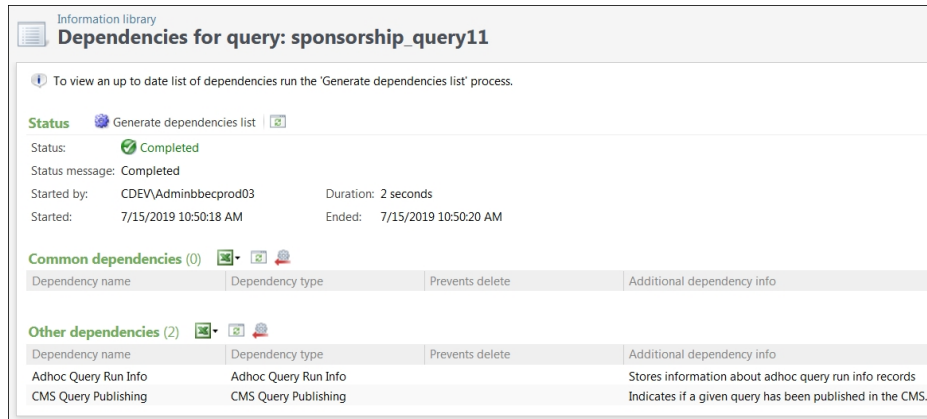 Information library
Dependencies for query: sponsorship_query11
To view an up to date list of dependencies run the 'Generate dependencies list' process.
Status Generate dependencies list
Status: Completed
Status message: Completed
Started by: CDEV\Adminbbecprod03 Duration: 2 seconds
Started: 7/15/2019 10:50:18 AM Ended: 7/15/2019 10:50:20 AM
Common dependencies (0)
Dependency name Dependency type Prevents delete Additional dependency info
Other dependencies (2)
Dependency name Dependency type Prevents delete Additional dependency info
Adhoc Query Run Info Adhoc Query Run Info Stores information about adhoc query run info records
CMS Query Publishing CMS Query Publishing Indicates if a given query has been published in the CMS.